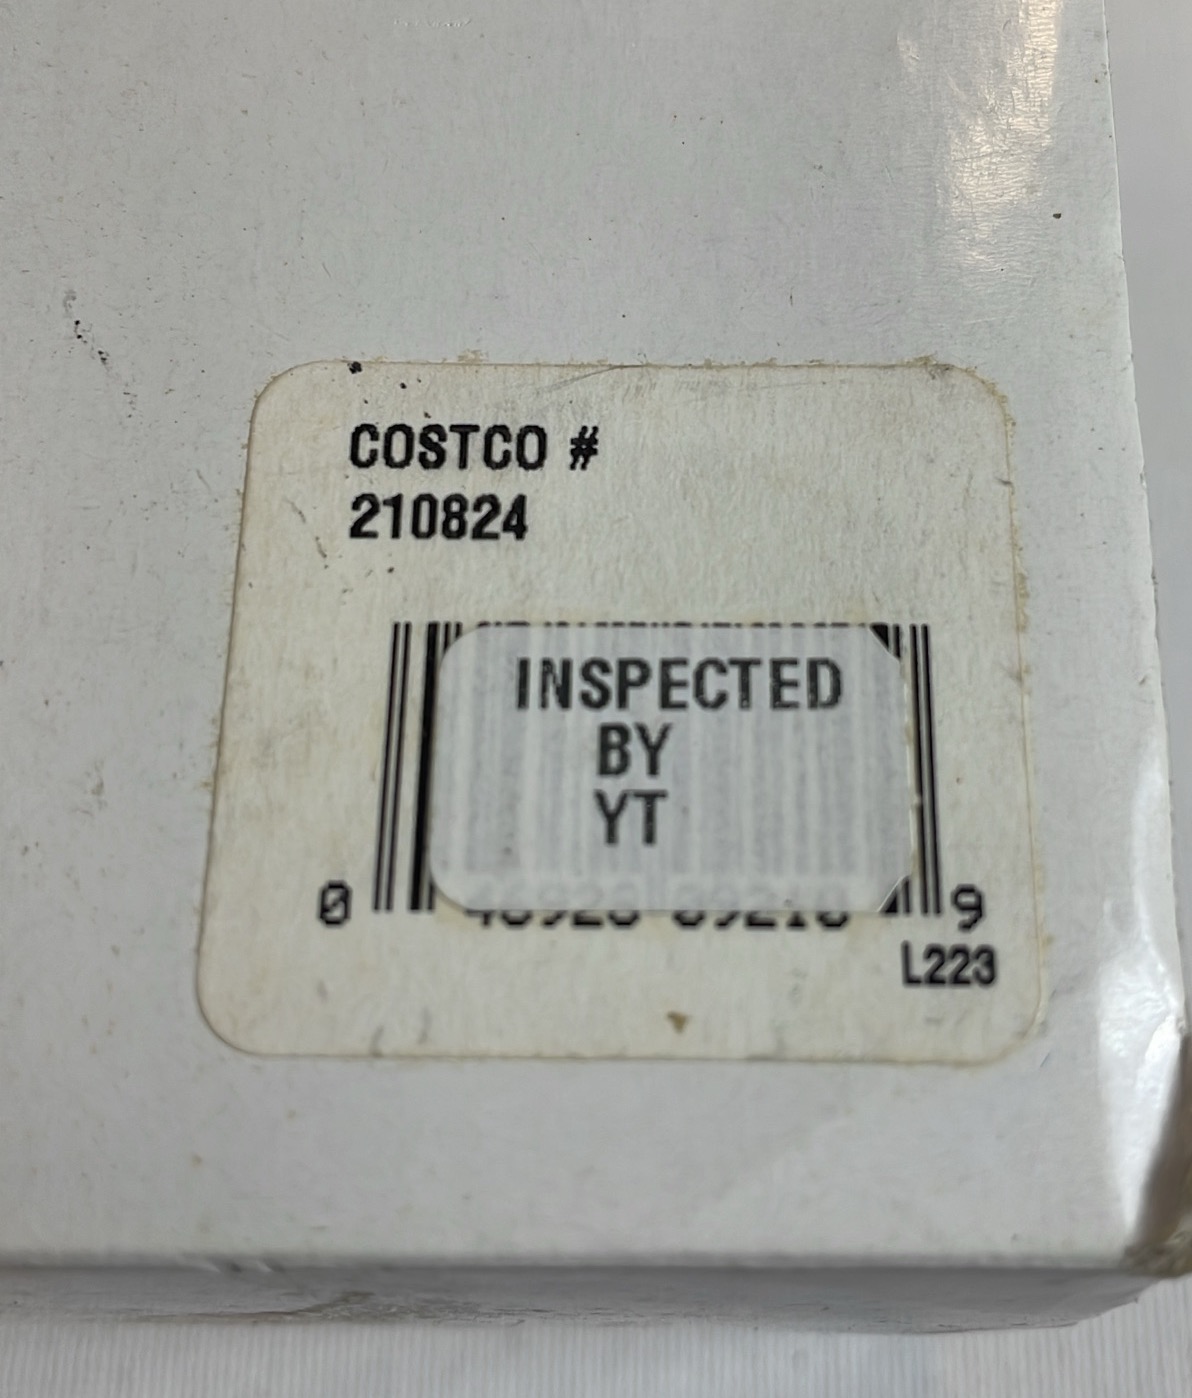 COSTCO #
210824
INSPECTED
BY
YT
0 9
L223